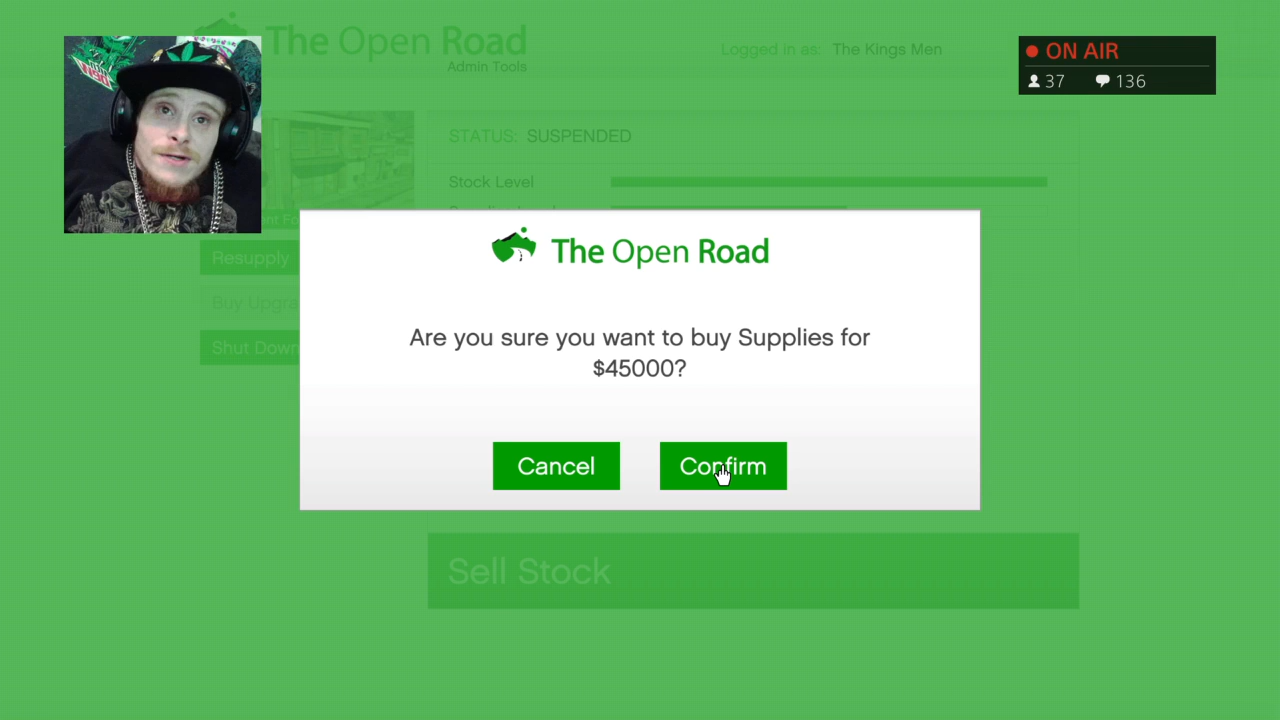 The Open Road
Admin Tools
Logged in as: The Kings Men
ON AIR
37 136
STATUS: SUSPENDED
Stock Level
Resupply
Buy Upgra
Shut Down
The Open Road
Are you sure you want to buy Supplies for
$45000?
Cancel Confirm
Sell Stock